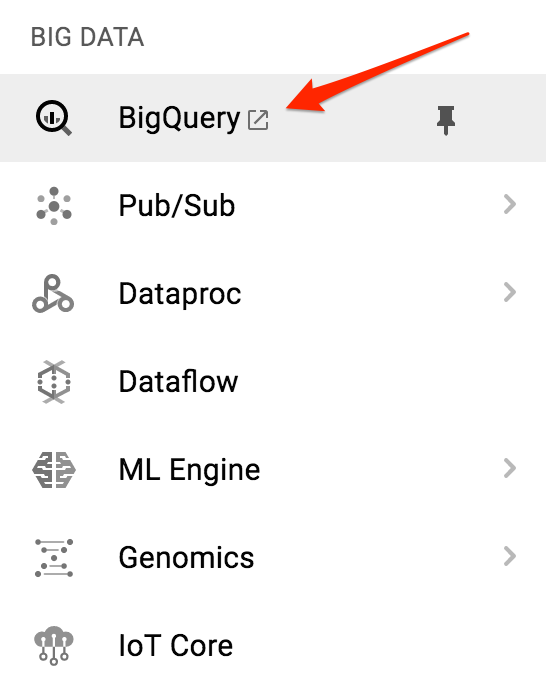 BIG DATA
BigQuery
Pub/Sub
Dataproc
Dataflow
ML Engine
Genomics
IoT Core